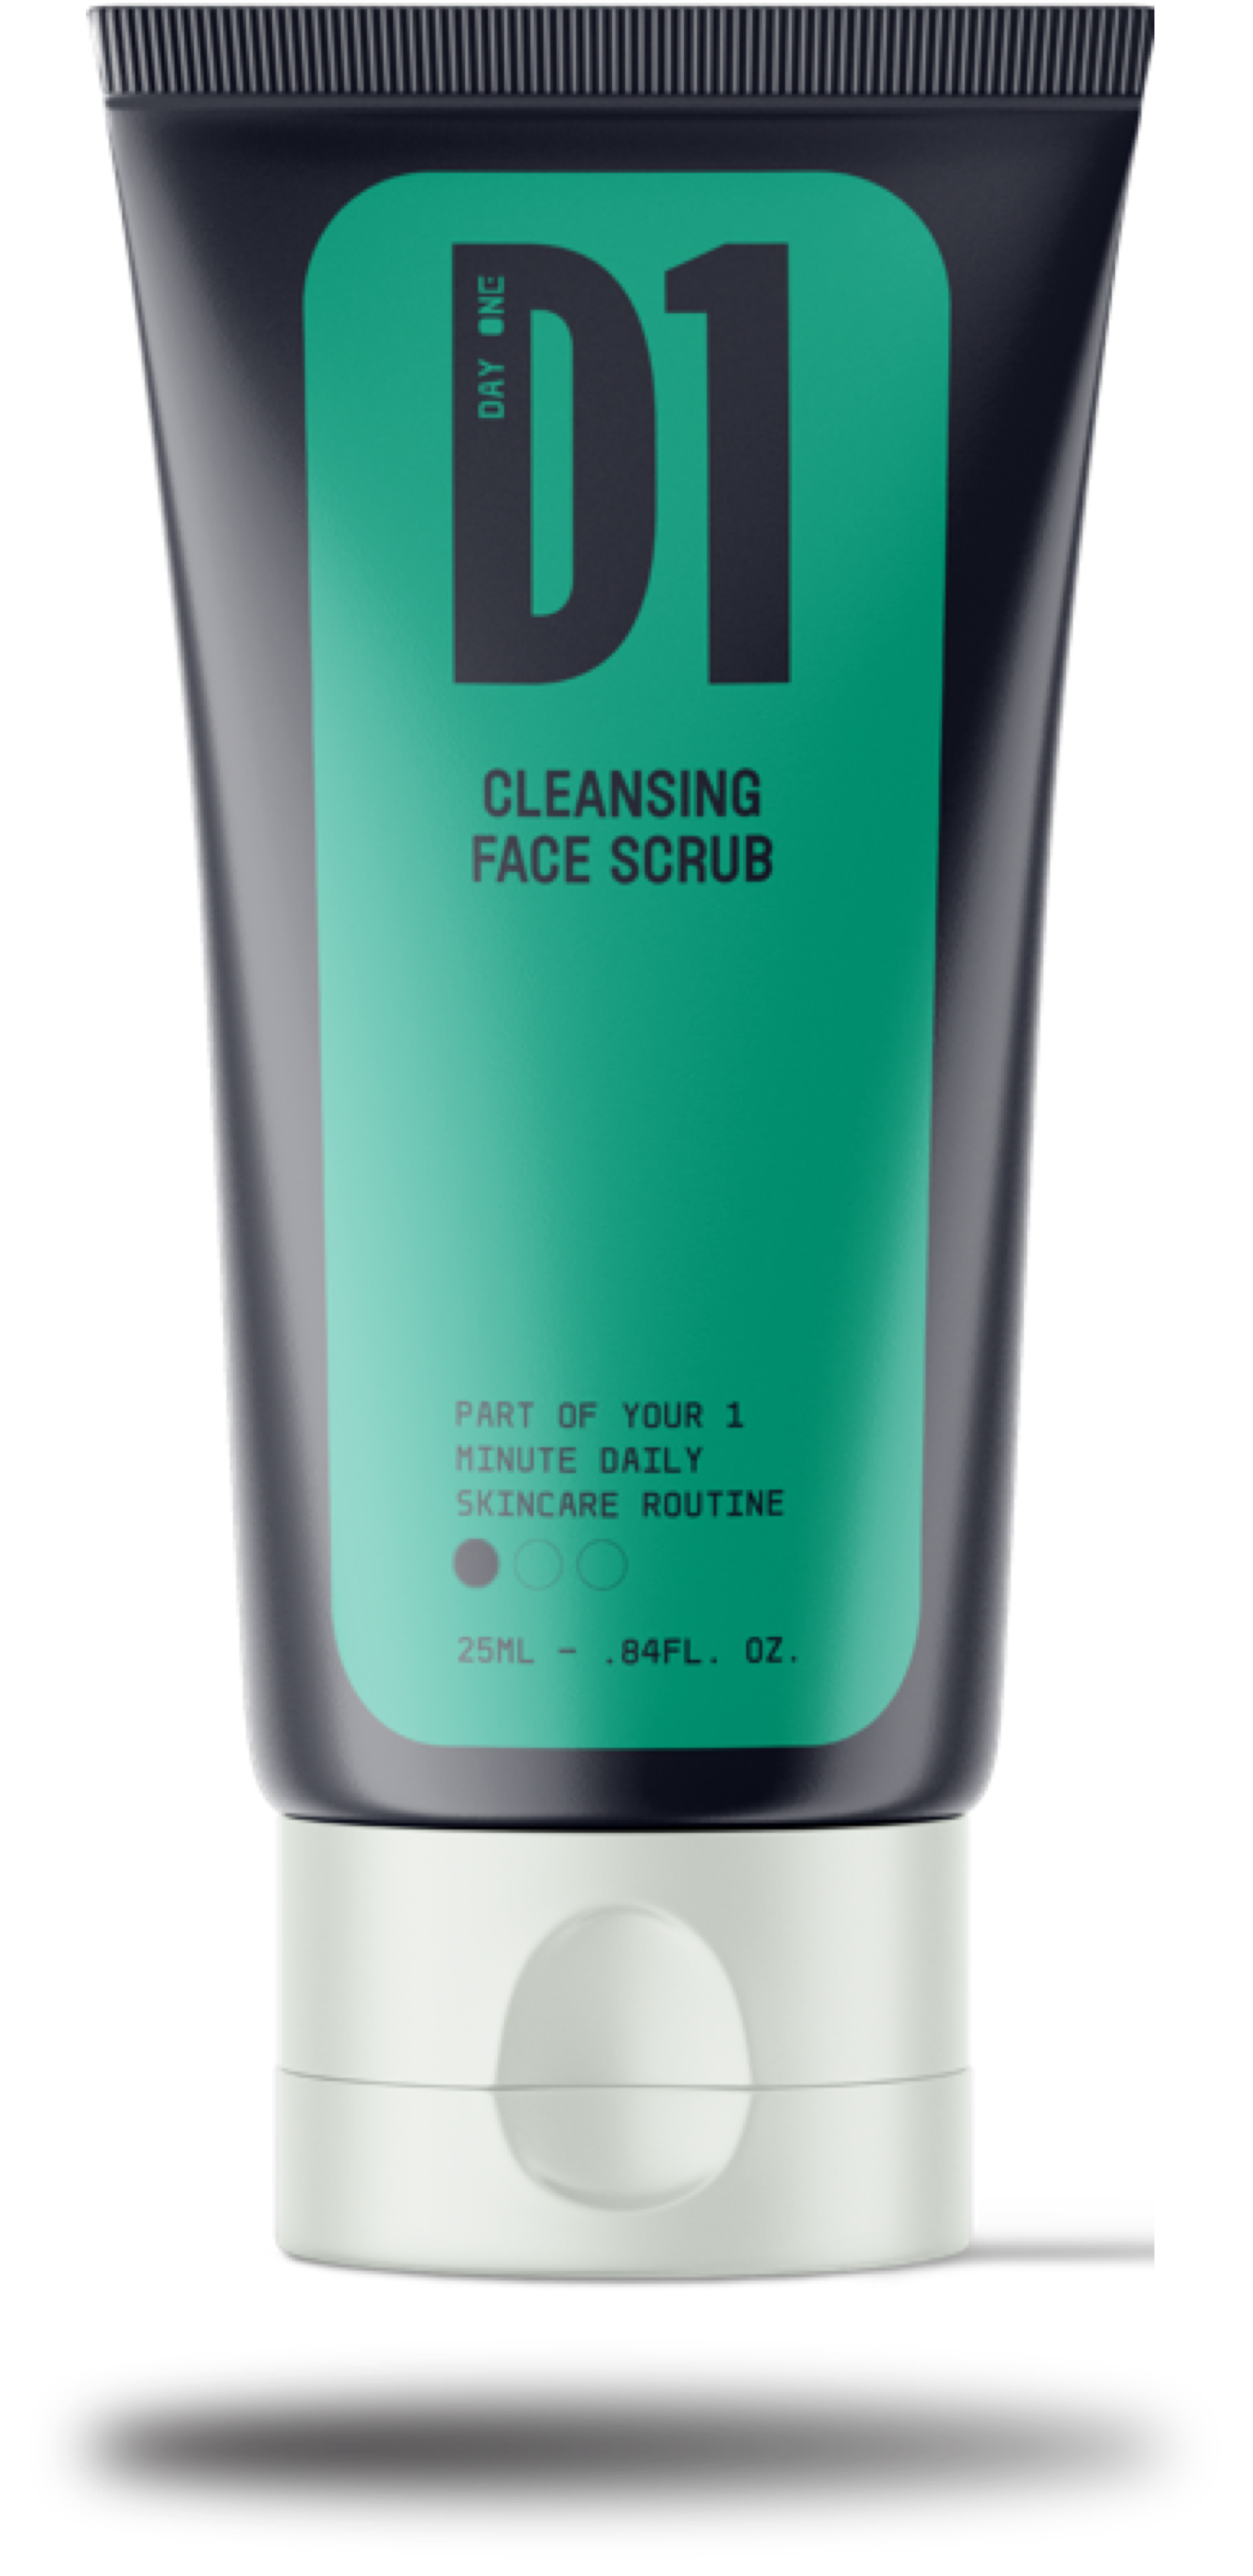 D1
DAY ONE
CLEANSING
FACE SCRUB
PART OF YOUR 1
MINUTE DAILY
SKINCARE ROUTINE
25ML – .84FL. OZ.